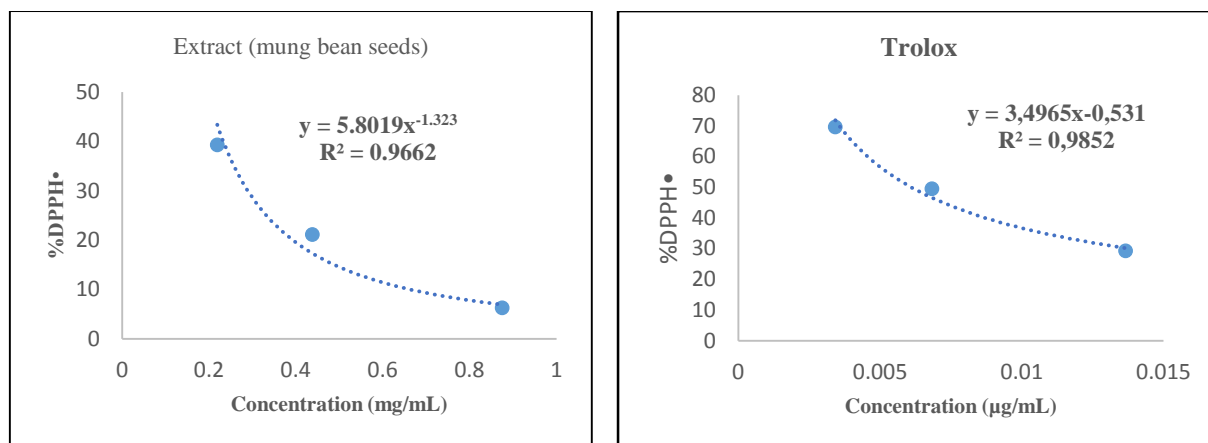 Extract (mung bean seeds)
50
40
30
20
10
0
%DPPH•
y = 5.8019x-1.323
R² = 0.9662
0 0.2 0.4 0.6 0.8 1
Concentration (mg/mL)
Trolox
80
70
60
50
40
30
20
10
0
%DPPH•
y = 3,4965x-0,531
R² = 0,9852
0 0.005 0.01 0.015
Concentration (µg/mL)